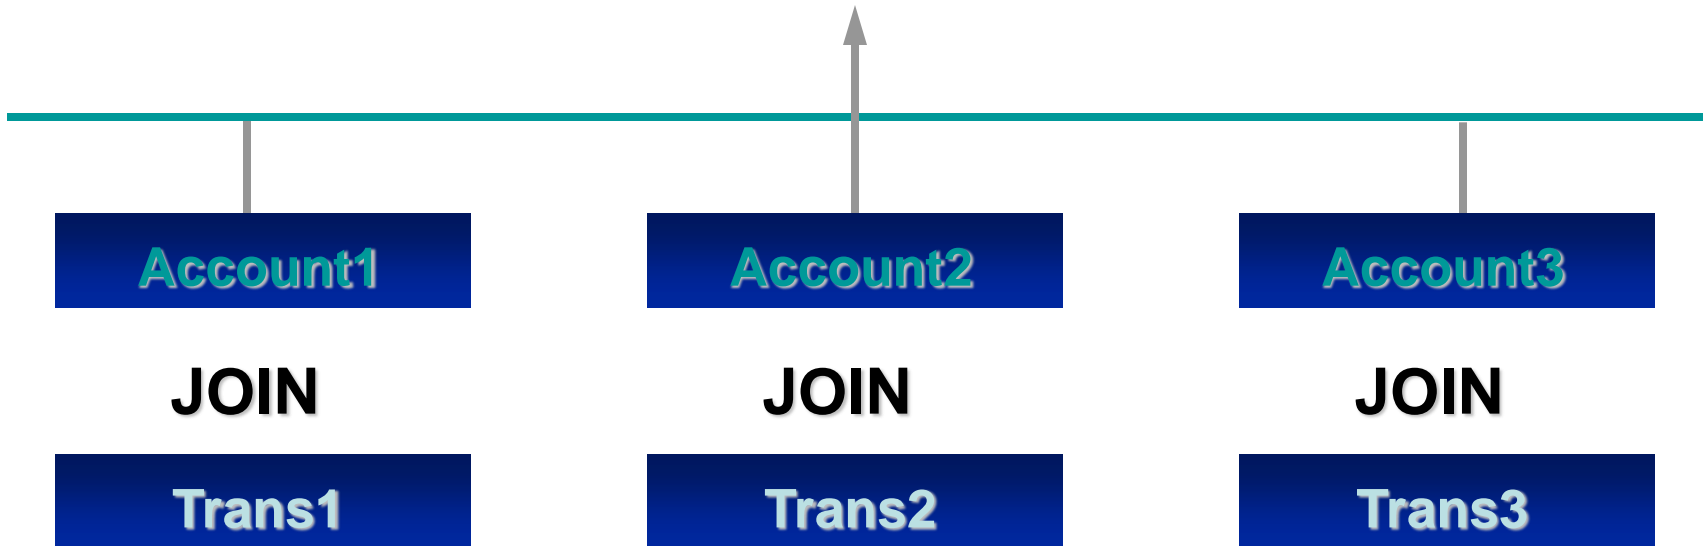 Account1 Account2 Account3
JOIN JOIN JOIN
Trans1 Trans2 Trans3